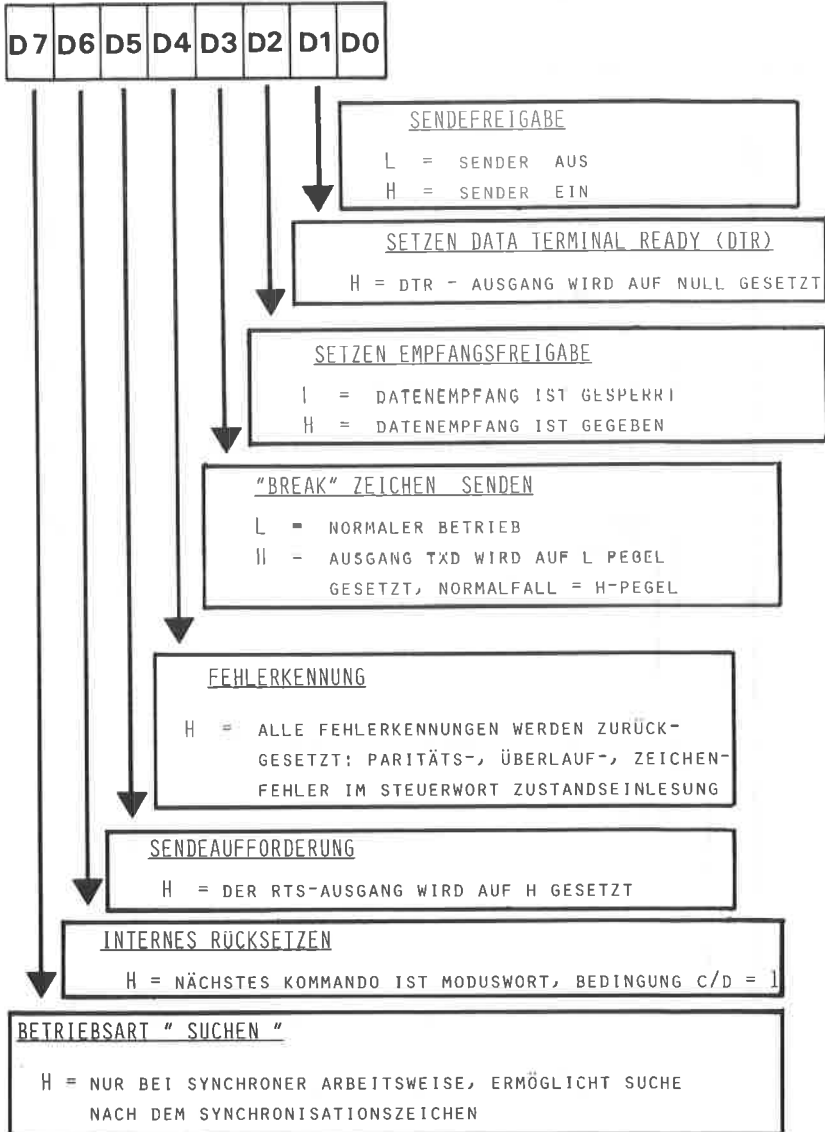 D7 D6 D5 D4 D3 D2 D1 D0
SENDEFREIGABE
L = SENDER AUS
H = SENDER EIN
SETZEN DATA TERMINAL READY (DTR)
H = DTR - AUSGANG WIRD AUF NULL GESETZT
SETZEN EMPFANGSFREIGABE
L = DATENEMPFANG IST GESPERRT
H = DATENEMPFANG IST GEGEBEN
"BREAK" ZEICHEN SENDEN
L = NORMALER BETRIEB
H - AUSGANG TXD WIRD AUF L PEGEL
GESETZT, NORMALFALL = H-PEGEL
FEHLERKENNUNG
H = ALLE FEHLERKENNUNGEN WERDEN ZURÜCK-
GESETZT: PARITÄTS-, ÜBERLAUF-, ZEICHEN-
FEHLER IM STEUERWORT ZUSTANDSEINLESUNG
SENDEAUFFORDERUNG
H = DER RTS-AUSGANG WIRD AUF H GESETZT
INTERNES RÜCKSETZEN
H = NÄCHSTES KOMMANDO IST MODUSWORT, BEDINGUNG C/D = 1
BETRIEBSART " SUCHEN "
H = NUR BEI SYNCHRONER ARBEITSWEISE, ERMÖGLICHT SUCHE
NACH DEM SYNCHRONISATIONSZEICHEN